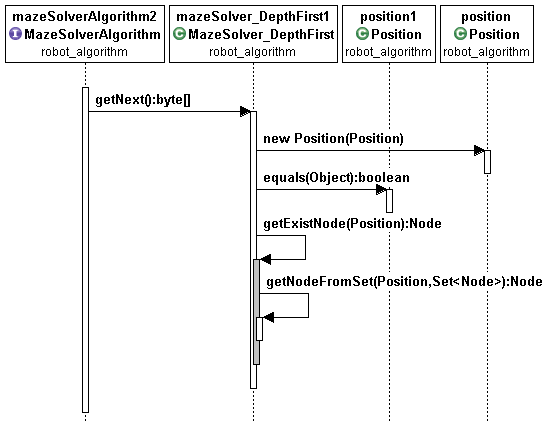 mazeSolverAlgorithm2
I MazeSolverAlgorithm
robot_algorithm
mazeSolver_DepthFirst1
C MazeSolver_DepthFirst
robot_algorithm
position1
C Position
robot_algorithm
position
C Position
robot_algorithm
getNext():byte[]
new Position(Position)
equals(Object):boolean
getExistNode(Position):Node
getNodeFromSet(Position,Set<Node>):Node